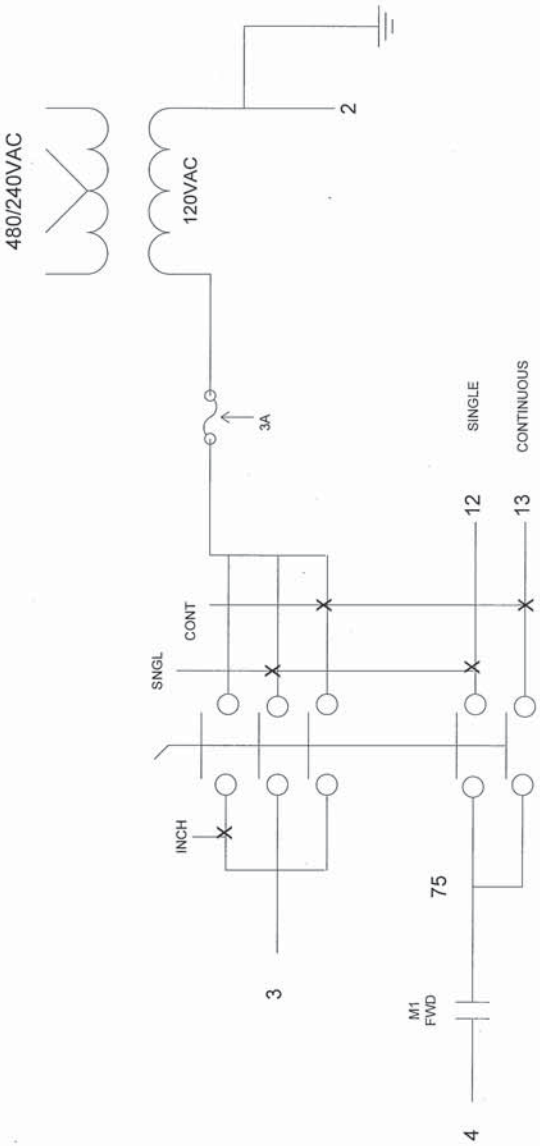 480/240VAC
120VAC
2
3A
CONT
SNGL
INCH
3
12
SINGLE
13
CONTINUOUS
75
M1
FWD
4